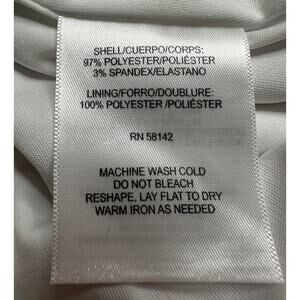 SHELL/CUERPO/CORPS:
97% POLYESTER/POLIÉSTER
3% SPANDEX/ELASTANO
LINING/FORRO/DOUBLURE:
100% POLYESTER /POLIÉSTER
RN 58142
MACHINE WASH COLD
DO NOT BLEACH
RESHAPE, LAY FLAT TO DRY
WARM IRON AS NEEDED